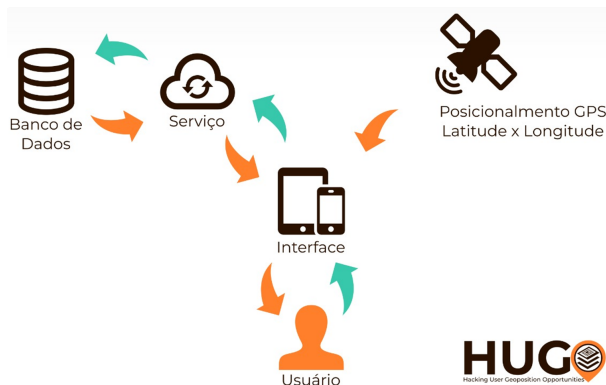 Banco de
Dados
Serviço
Posicionalmento GPS
Latitude x Longitude
Interface
Usuário
HUGO
Hacking User Geoposition Opportunities